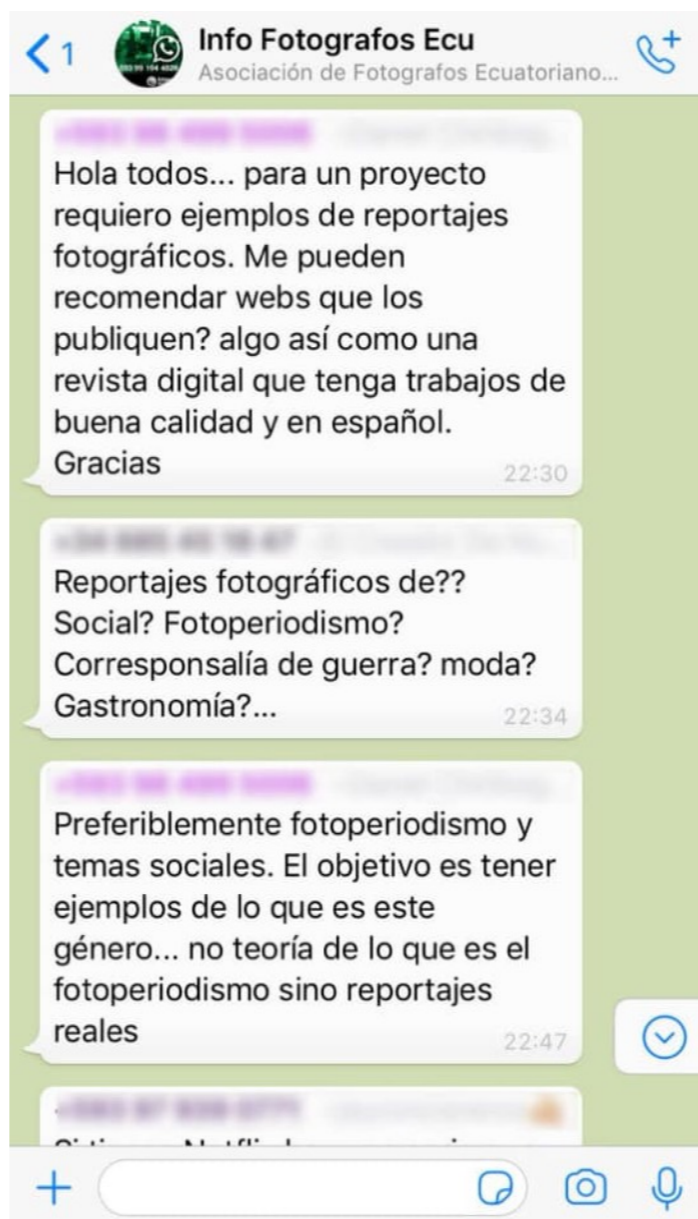 1
Info Fotografos Ecu
Asociación de Fotografos Ecuatoriano...
Hola todos... para un proyecto
requiero ejemplos de reportajes
fotográficos. Me pueden
recomendar webs que los
publiquen? algo así como una
revista digital que tenga trabajos de
buena calidad y en español.
Gracias
22:30
Reportajes fotográficos de??
Social? Fotoperiodismo?
Corresponsalía de guerra? moda?
Gastronomía?...
22:34
Preferiblemente fotoperiodismo y
temas sociales. El objetivo es tener
ejemplos de lo que es este
género... no teoría de lo que es el
fotoperiodismo sino reportajes
reales
22:47